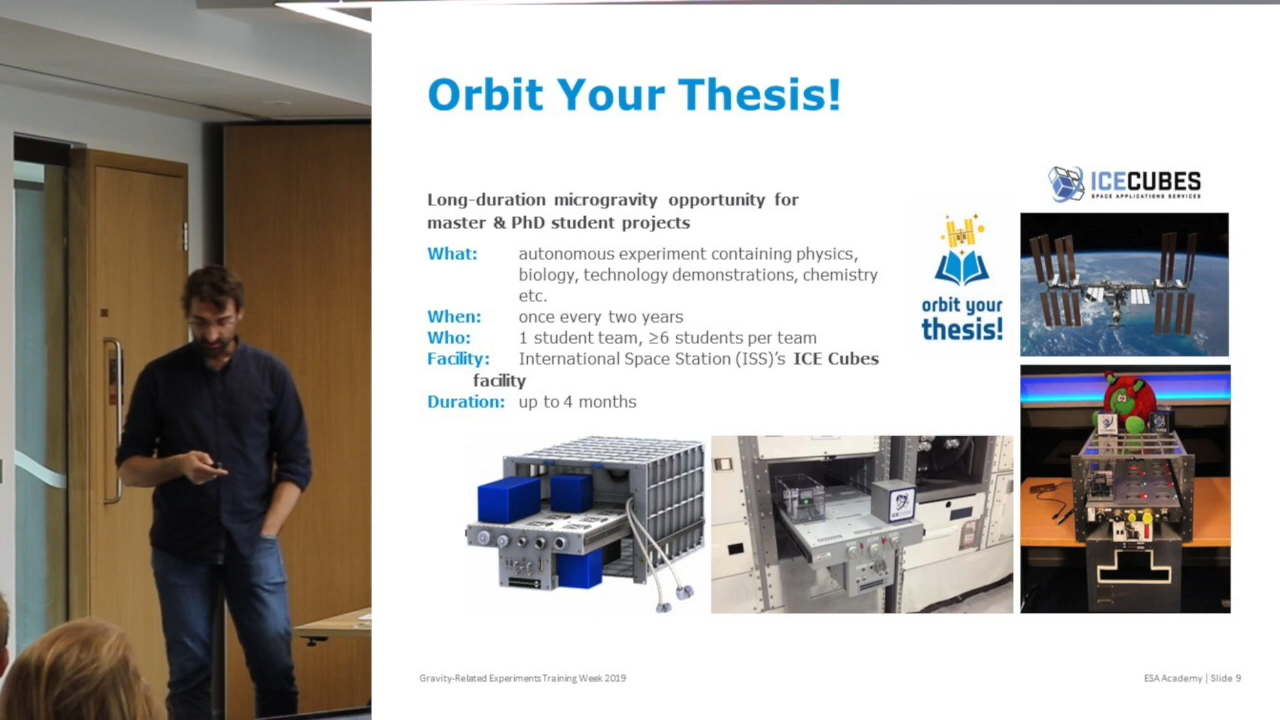 Orbit Your Thesis!
ICECUBES
SPACE APPLICATIONS SERVICES
Long-duration microgravity opportunity for
master & PhD student projects
What: autonomous experiment containing physics,
biology, technology demonstrations, chemistry
etc.
When: once every two years
Who: 1 student team, ≥6 students per team
Facility: International Space Station (ISS)'s ICE Cubes
facility
Duration: up to 4 months
orbit your
thesis!
Gravity-Related Experiments Training Week 2019
ESA Academy | Slide 9